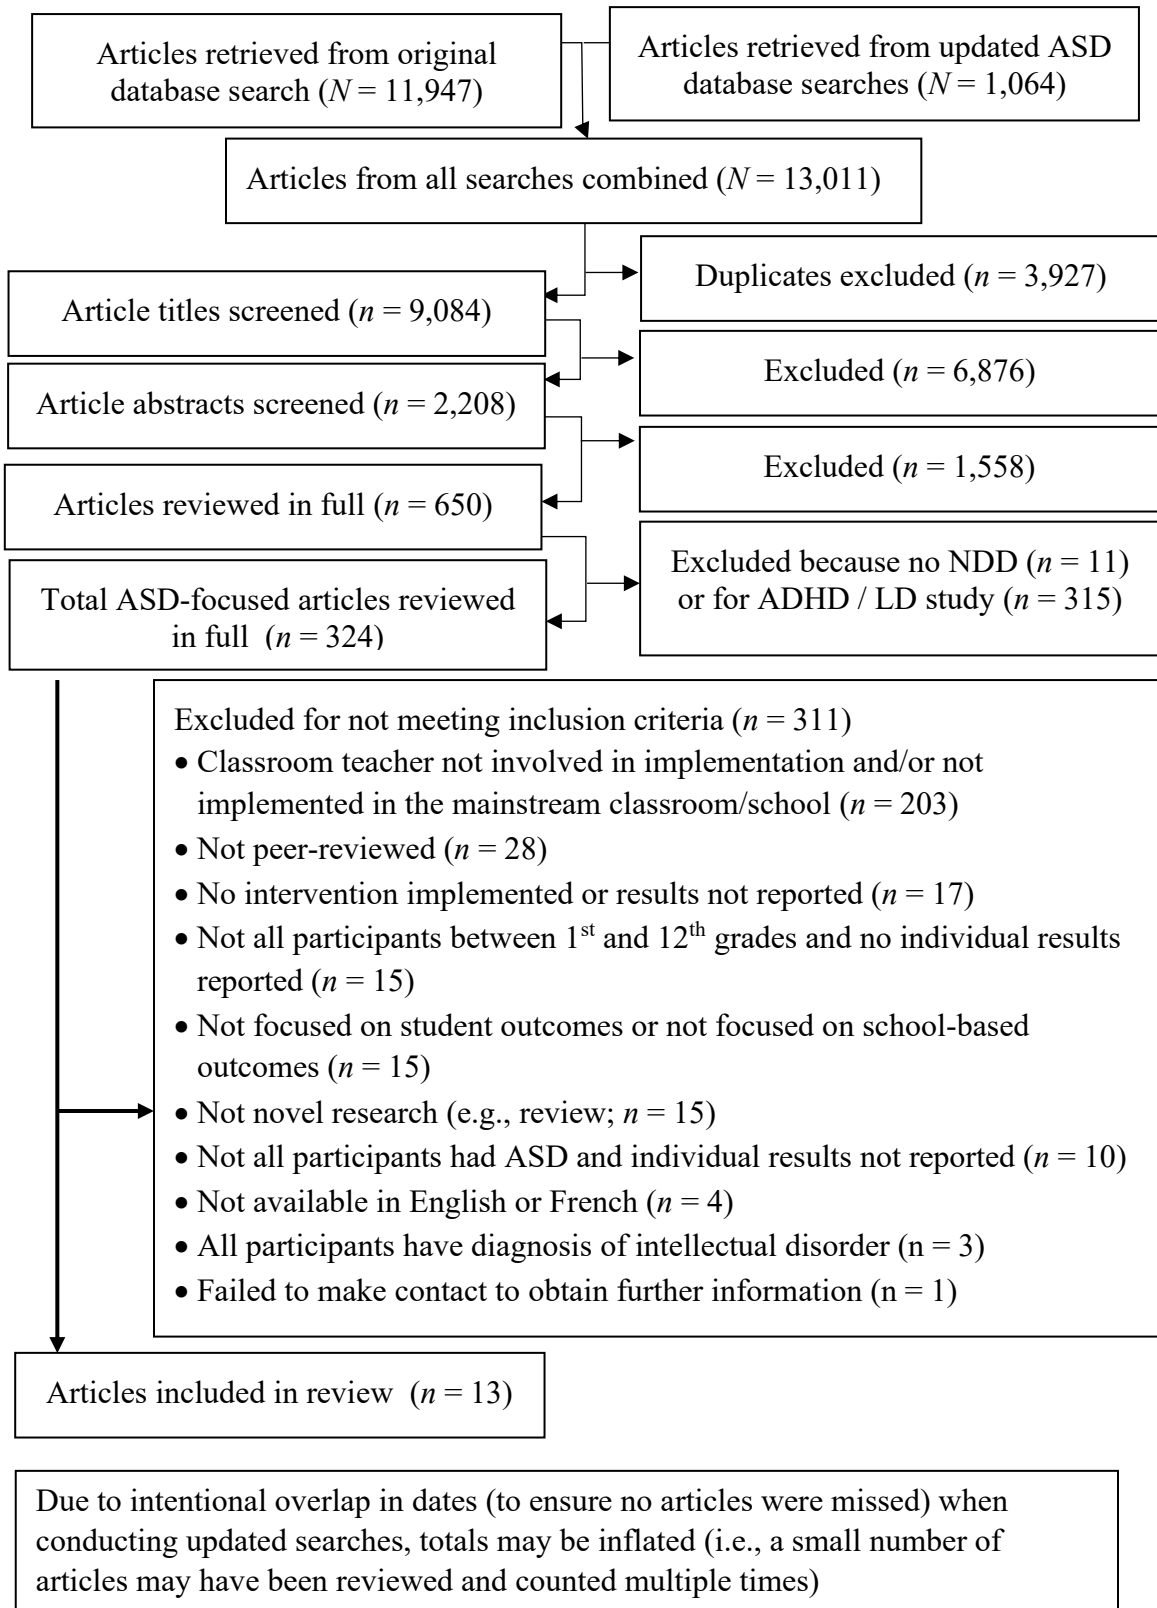 Articles retrieved from original
database search (N = 11,947)
Articles retrieved from updated ASD
database searches (N = 1,064)
Articles from all searches combined (N = 13,011)
Duplicates excluded (n = 3,927)
Article titles screened (n = 9,084)
Excluded (n = 6,876)
Article abstracts screened (n = 2,208)
Excluded (n = 1,558)
Articles reviewed in full (n = 650)
Excluded because no NDD (n = 11)
or for ADHD / LD study (n = 315)
Total ASD-focused articles reviewed
in full (n = 324)
Excluded for not meeting inclusion criteria (n = 311)
• Classroom teacher not involved in implementation and/or not
implemented in the mainstream classroom/school (n = 203)
• Not peer-reviewed (n = 28)
• No intervention implemented or results not reported (n = 17)
• Not all participants between 1st and 12th grades and no individual results
reported (n = 15)
• Not focused on student outcomes or not focused on school-based
outcomes (n = 15)
• Not novel research (e.g., review; n = 15)
• Not all participants had ASD and individual results not reported (n = 10)
• Not available in English or French (n = 4)
• All participants have diagnosis of intellectual disorder (n = 3)
• Failed to make contact to obtain further information (n = 1)
Articles included in review (n = 13)
Due to intentional overlap in dates (to ensure no articles were missed) when
conducting updated searches, totals may be inflated (i.e., a small number of
articles may have been reviewed and counted multiple times)